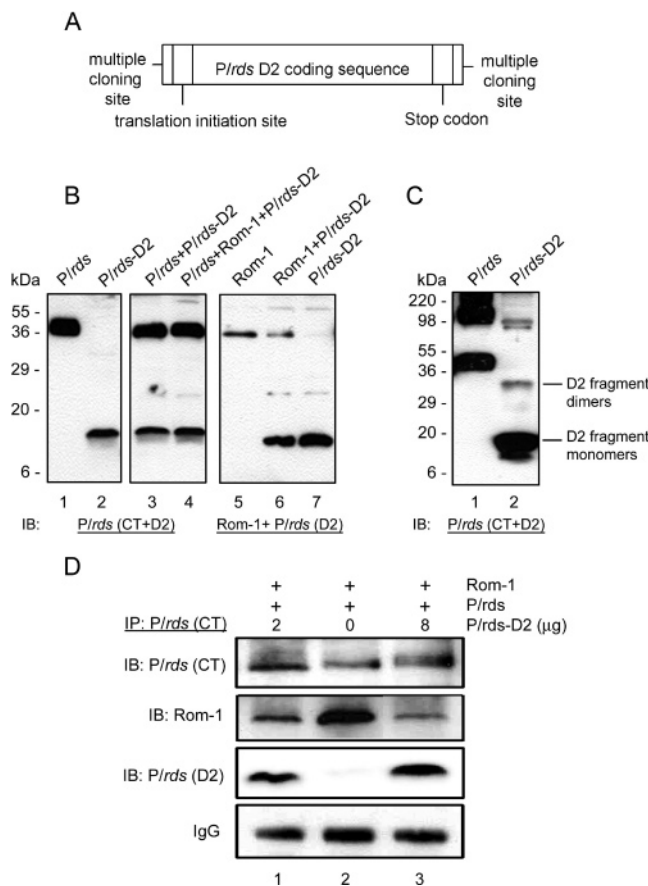 A
multiple
cloning
site
P/rds D2 coding sequence
multiple
cloning
site
translation initiation site
Stop codon
B
kDa
P/rds
P/rds-D2
P/rds+P/rds-D2
P/rds+Rom-1+P/rds-D2
Rom-1
Rom-1+P/rds-D2
P/rds-D2
55 -
36 -
29 -
20 -
6 -
1 2 3 4 5 6 7
IB: P/rds (CT+D2) Rom-1+ P/rds (D2)
C
kDa
P/rds
P/rds-D2
220 -
98 -
55 -
36 -
29 -
20 -
6 -
D2 fragment
dimers
D2 fragment
monomers
1 2
IB: P/rds (CT+D2)
D
+ + + Rom-1
+ + + P/rds
IP: P/rds (CT) 2 0 8 P/rds-D2 (µg)
IB: P/rds (CT)
IB: Rom-1
IB: P/rds (D2)
IgG
1 2 3